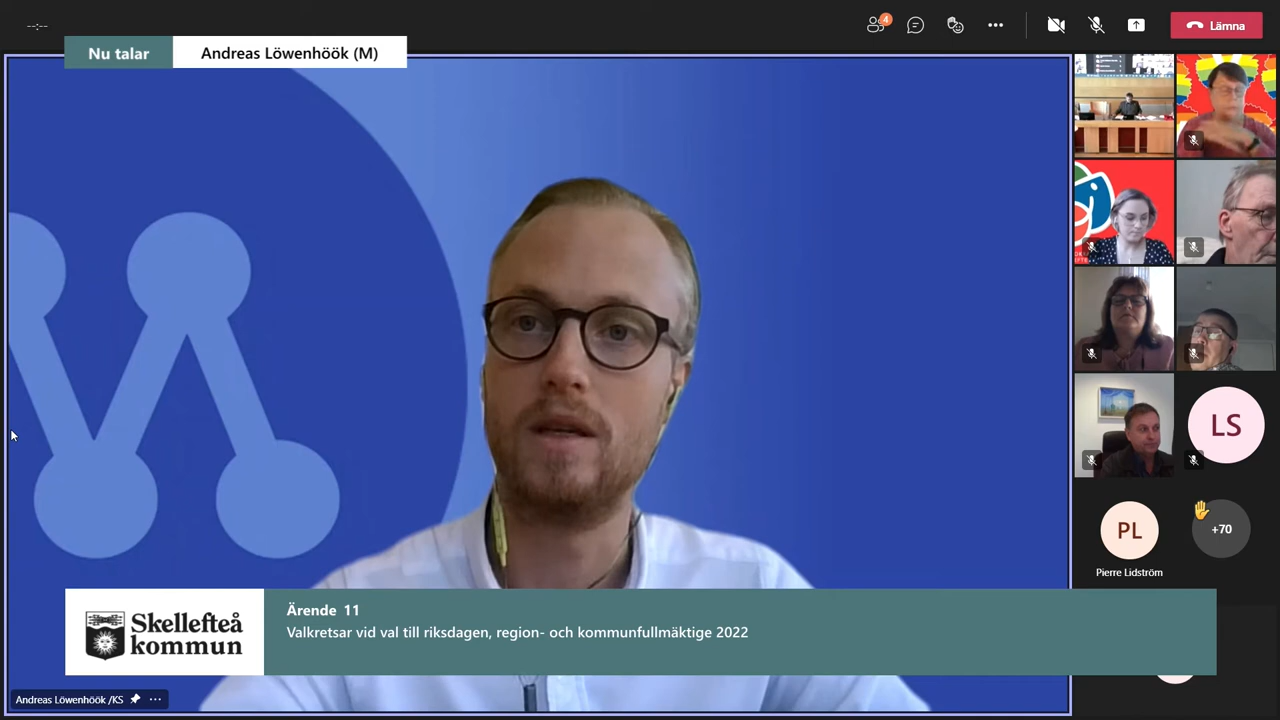 --:--
4
Lämna
Nu talar
Andreas Löwenhöök (M)
LS
PL
+70
Pierre Lidström
Skellefteå
kommun
Ärende 11
Valkretsar vid val till riksdagen, region- och kommunfullmäktige 2022
Andreas Löwenhöök /KS